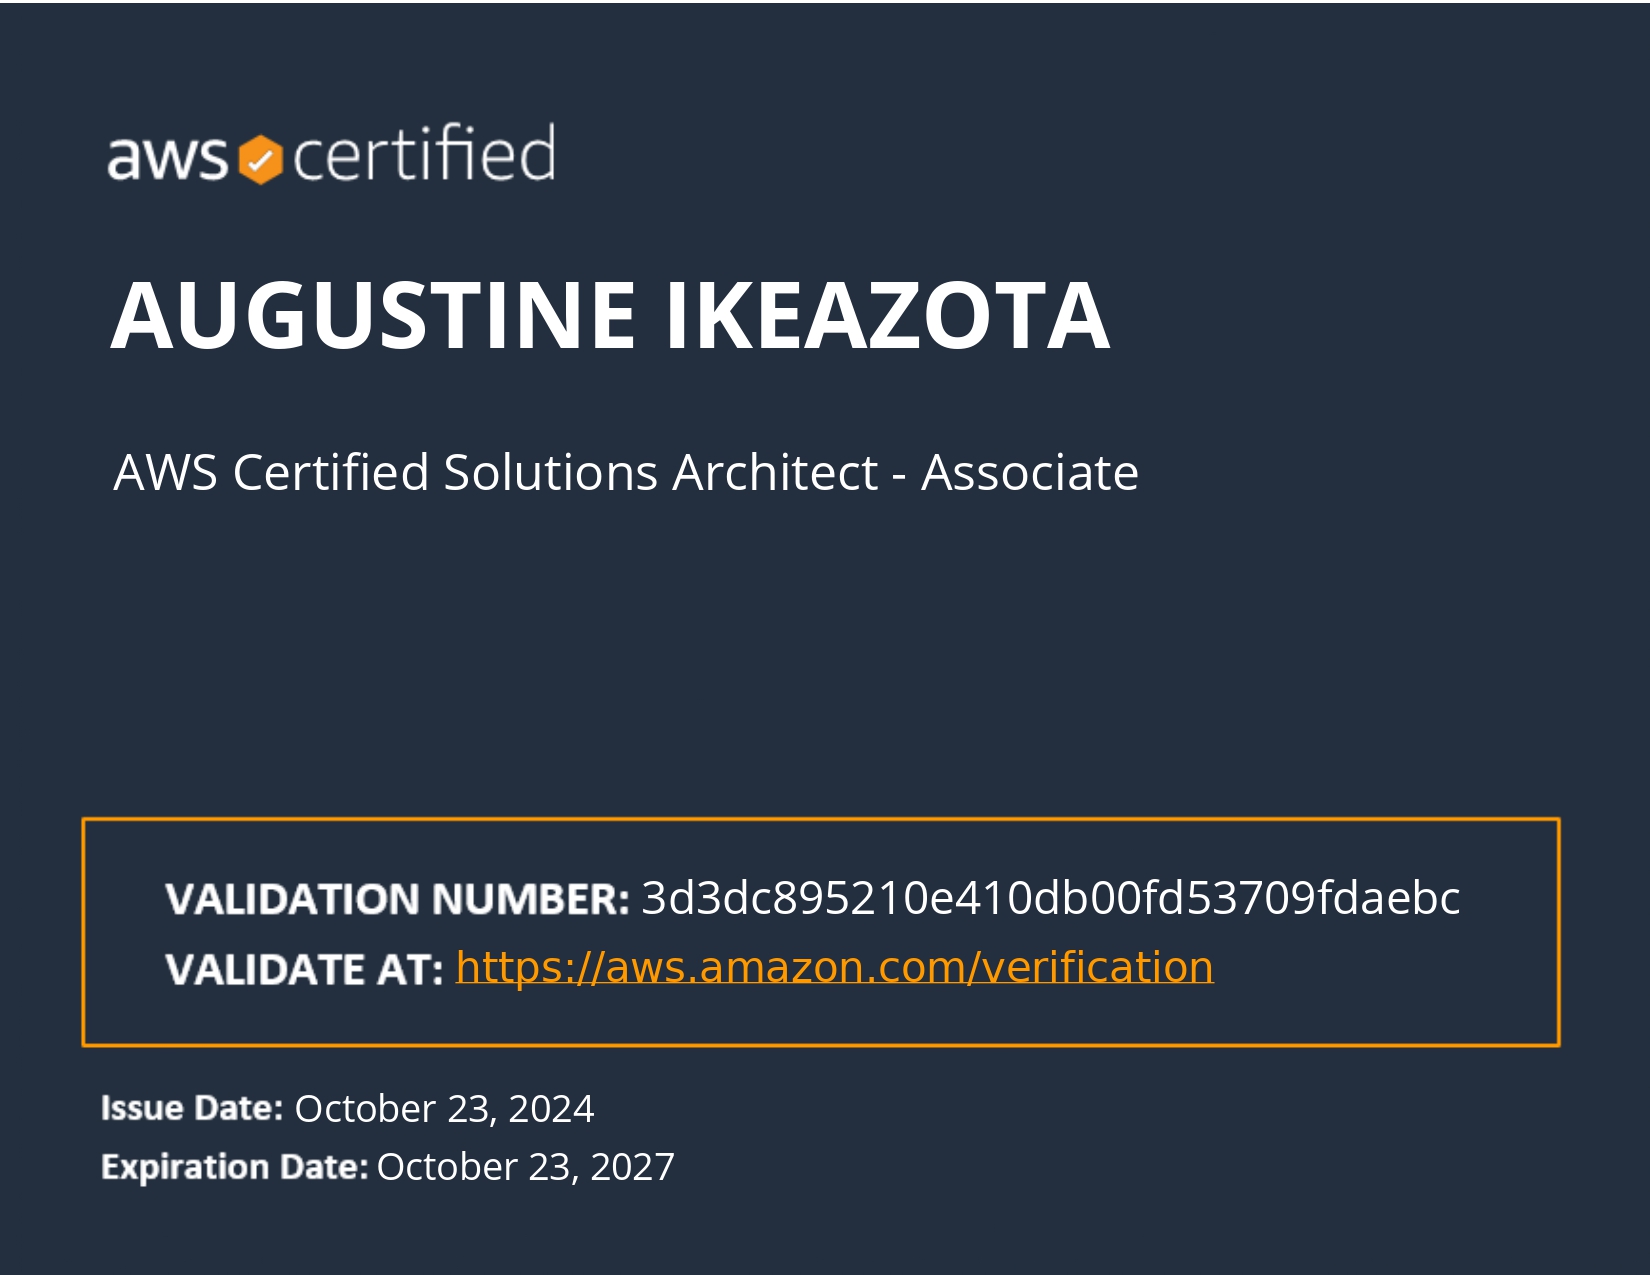 aws certified
AUGUSTINE IKEAZOTA
AWS Certified Solutions Architect - Associate
VALIDATION NUMBER: 3d3dc895210e410db00fd53709fdaebc
VALIDATE AT: https://aws.amazon.com/verification
Issue Date: October 23, 2024
Expiration Date: October 23, 2027